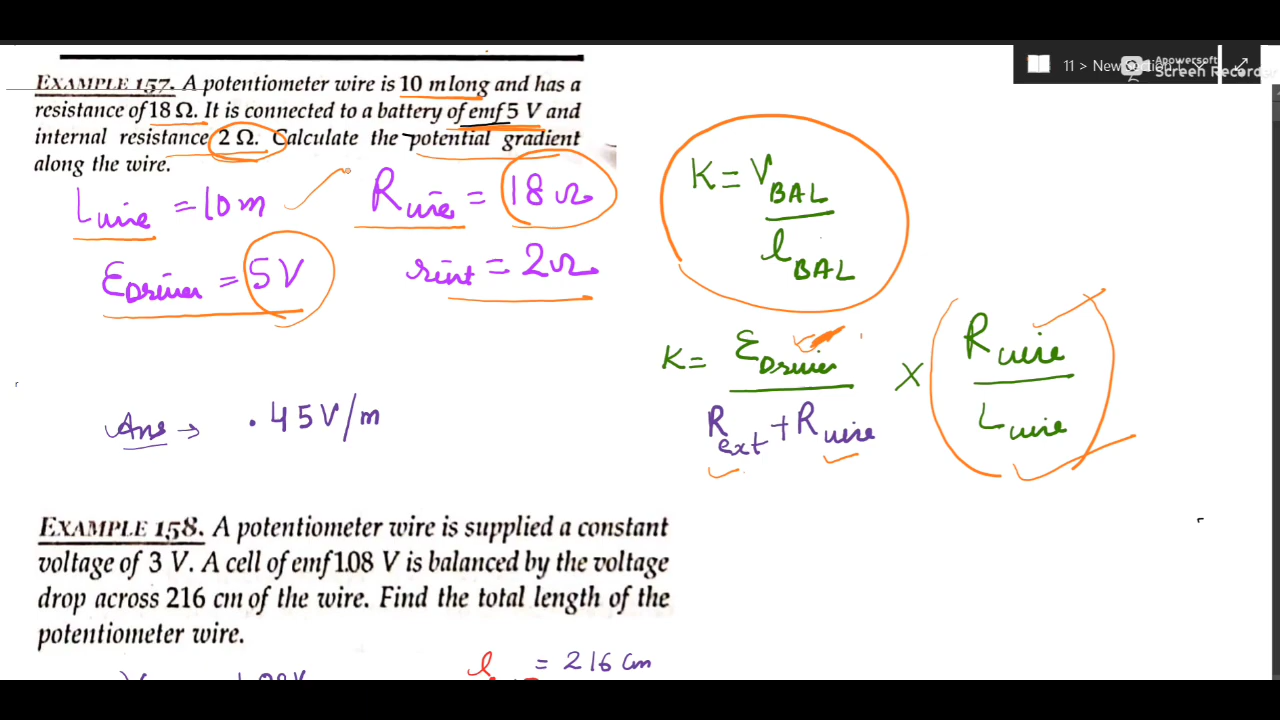 11 > New
Apowersoft
Screen Recorder
EXAMPLE 157. A potentiometer wire is 10 m long and has a
resistance of 18 Ω. It is connected to a battery of emf 5 V and
internal resistance 2 Ω. Calculate the potential gradient
along the wire.
L wire = 10 m
R wire = 18 Ω
E Driver = 5 V
r int = 2 Ω
K = V BAL
l BAL
K = E Driver × R wire
R ext + R wire L wire
Ans → .45 V/m
EXAMPLE 158. A potentiometer wire is supplied a constant
voltage of 3 V. A cell of emf 1.08 V is balanced by the voltage
drop across 216 cm of the wire. Find the total length of the
potentiometer wire.
l = 216 cm